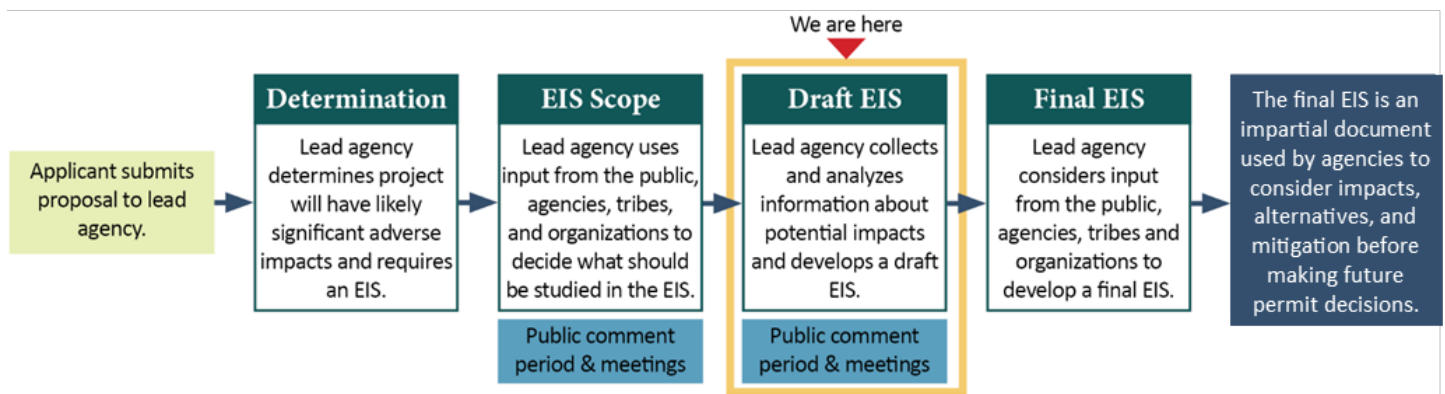 We are here
Applicant submits
proposal to lead
agency.
Determination
Lead agency
determines project
will have likely
significant adverse
impacts and requires
an EIS.
EIS Scope
Lead agency uses
input from the public,
agencies, tribes,
and organizations to
decide what should
be studied in the EIS.
Public comment
period & meetings
Draft EIS
Lead agency collects
and analyzes
information about
potential impacts
and develops a draft
EIS.
Public comment
period & meetings
Final EIS
Lead agency
considers input
from the public,
agencies, tribes and
organizations to
develop a final EIS.
The final EIS is an
impartial document
used by agencies to
consider impacts,
alternatives, and
mitigation before
making future
permit decisions.